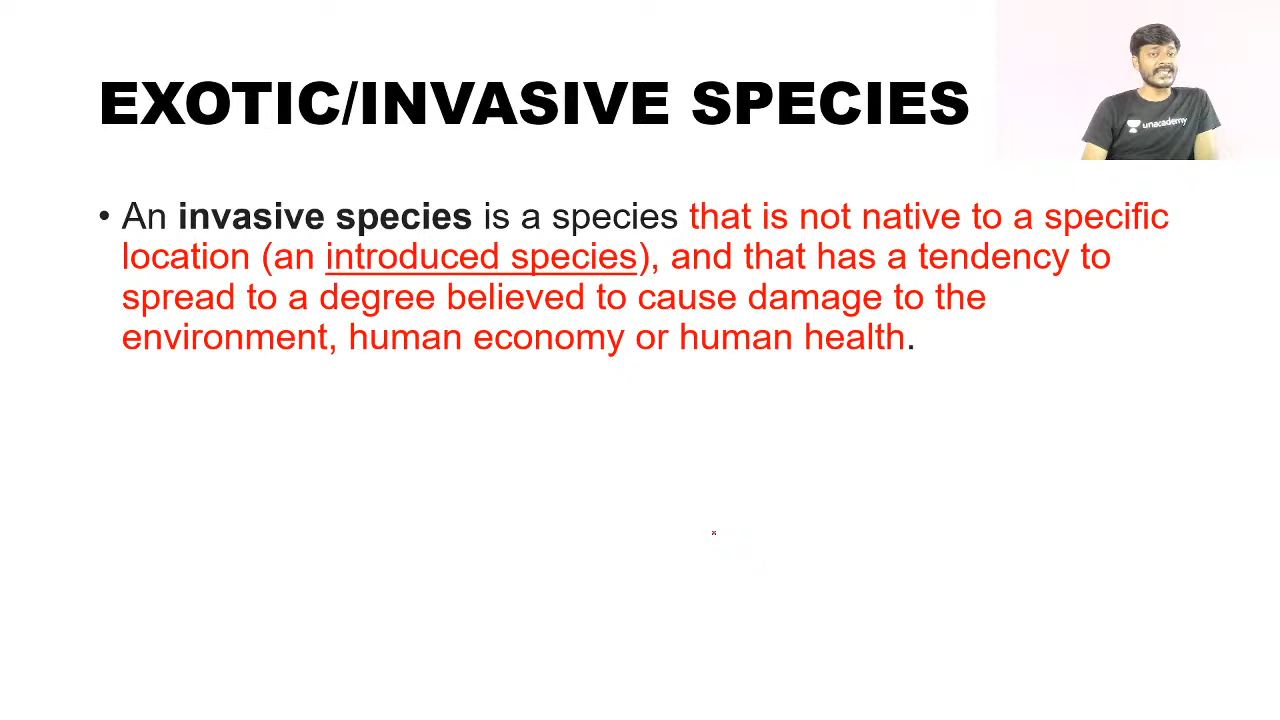 EXOTIC/INVASIVE SPECIES
unacademy
• An invasive species is a species that is not native to a specific
location (an introduced species), and that has a tendency to
spread to a degree believed to cause damage to the
environment, human economy or human health.